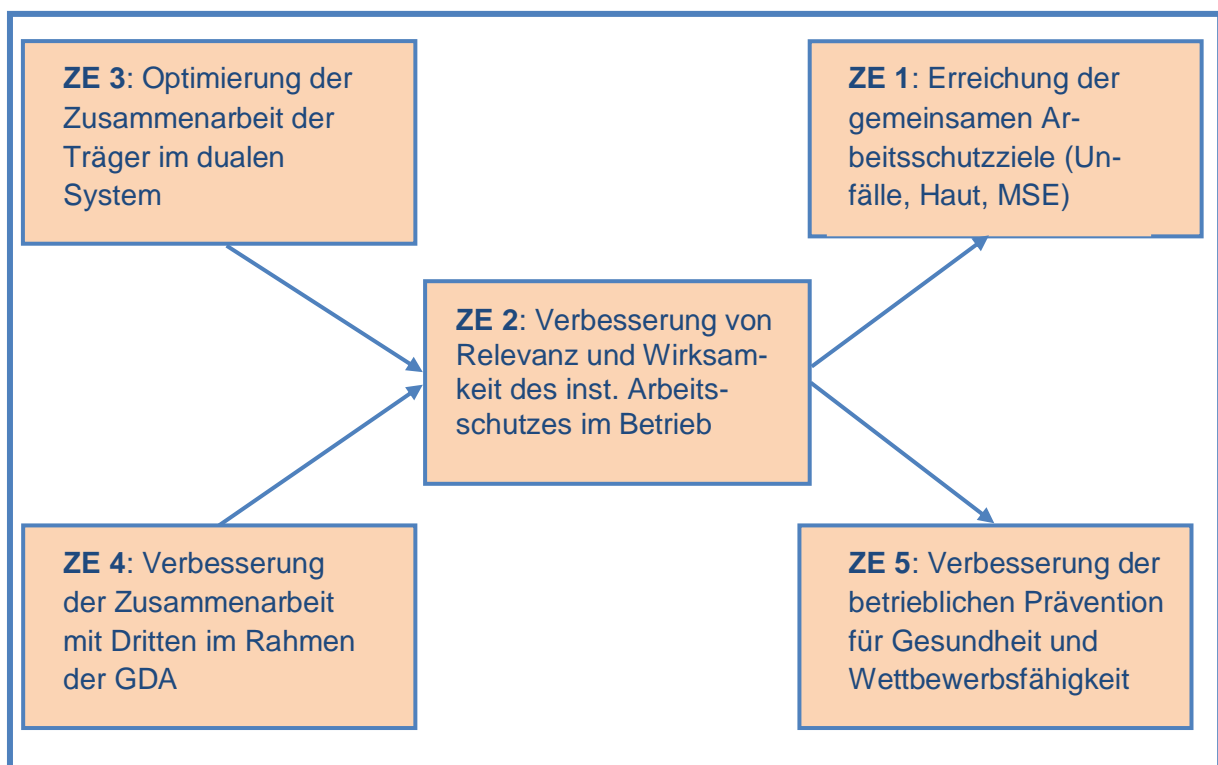 ZE 3: Optimierung der
Zusammenarbeit der
Träger im dualen
System
ZE 1: Erreichung der
gemeinsamen Ar-
beitsschutzziele (Un-
fälle, Haut, MSE)
ZE 2: Verbesserung von
Relevanz und Wirksam-
keit des inst. Arbeits-
schutzes im Betrieb
ZE 4: Verbesserung
der Zusammenarbeit
mit Dritten im Rahmen
der GDA
ZE 5: Verbesserung der
betrieblichen Prävention
für Gesundheit und
Wettbewerbsfähigkeit